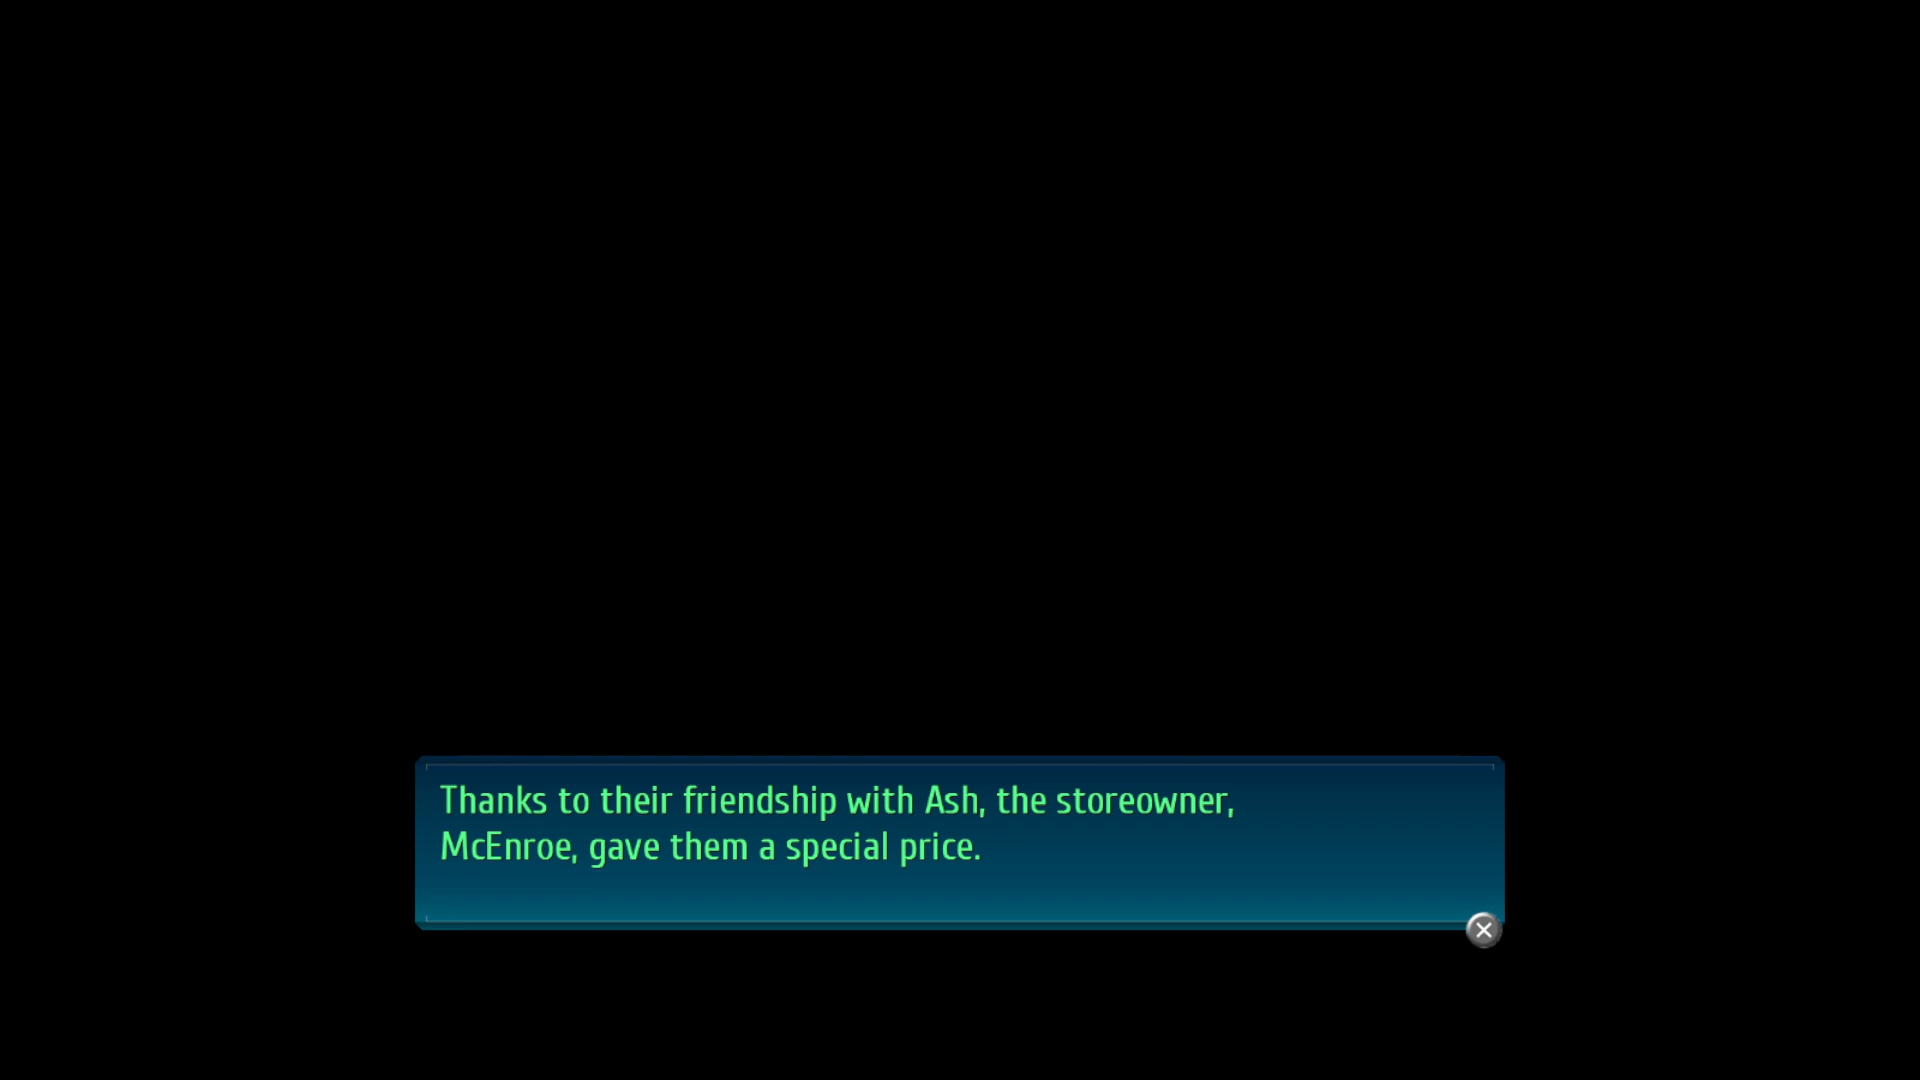 Thanks to their friendship with Ash, the storeowner,
McEnroe, gave them a special price.